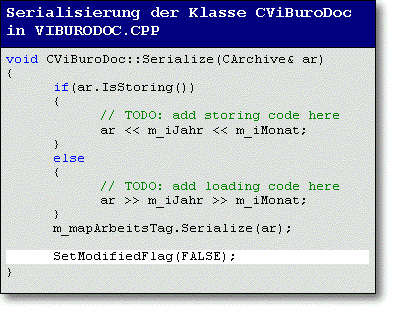 Serialisierung der Klasse CViBuroDoc
in VIBURODOC.CPP
void CViBuroDoc::Serialize(CArchive& ar)
{
if(ar.IsStoring())
{
// TODO: add storing code here
ar << m_iJahr << m_iMonat;
}
else
{
// TODO: add loading code here
ar >> m_iJahr >> m_iMonat;
}
m_mapArbeitsTag.Serialize(ar);
SetModifiedFlag(FALSE);
}